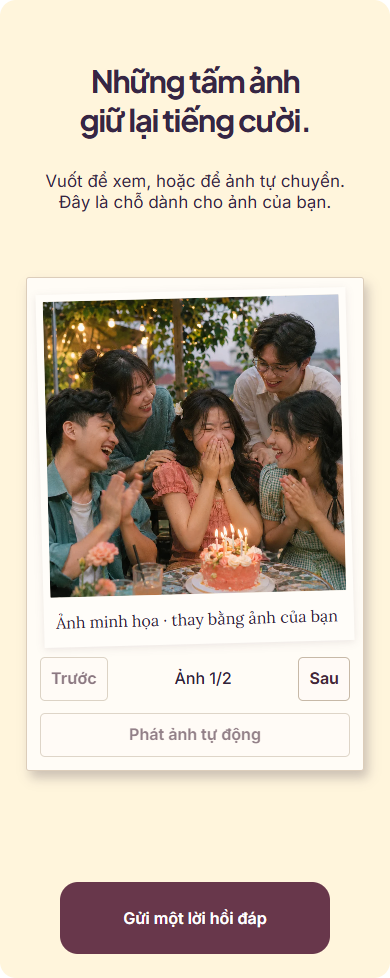 Những tấm ảnh
giữ lại tiếng cười.
Vuốt để xem, hoặc để ảnh tự chuyển.
Đây là chỗ dành cho ảnh của bạn.
Ảnh minh họa · thay bằng ảnh của bạn
Trước
Ảnh 1/2
Sau
Phát ảnh tự động
Gửi một lời hồi đáp